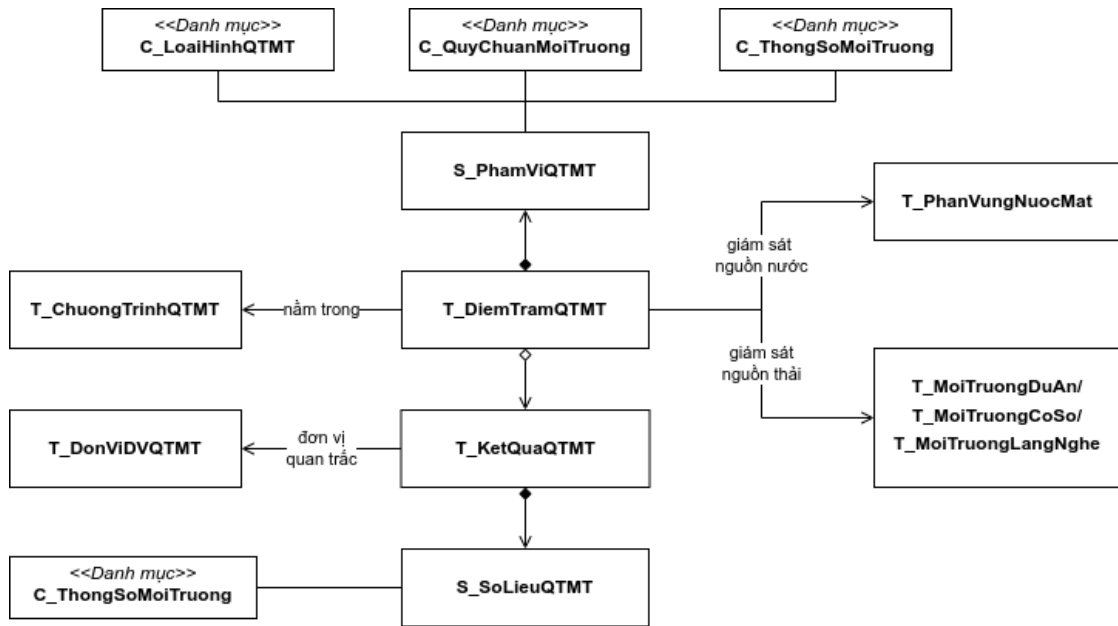 <<Danh mục>>
C_LoaiHinhQTMT
<<Danh mục>>
C_QuyChuanMoiTruong
<<Danh mục>>
C_ThongSoMoiTruong
S_PhamViQTMT
T_PhanVungNuocMat
giám sát
nguồn nước
T_ChuongTrinhQTMT
nằm trong
T_DiemTramQTMT
giám sát
nguồn thải
T_MoiTruongDuAn/
T_MoiTruongCoSo/
T_MoiTruongLangNghe
T_DonViDVQTMT
đơn vị
quan trắc
T_KetQuaQTMT
<<Danh mục>>
C_ThongSoMoiTruong
S_SoLieuQTMT